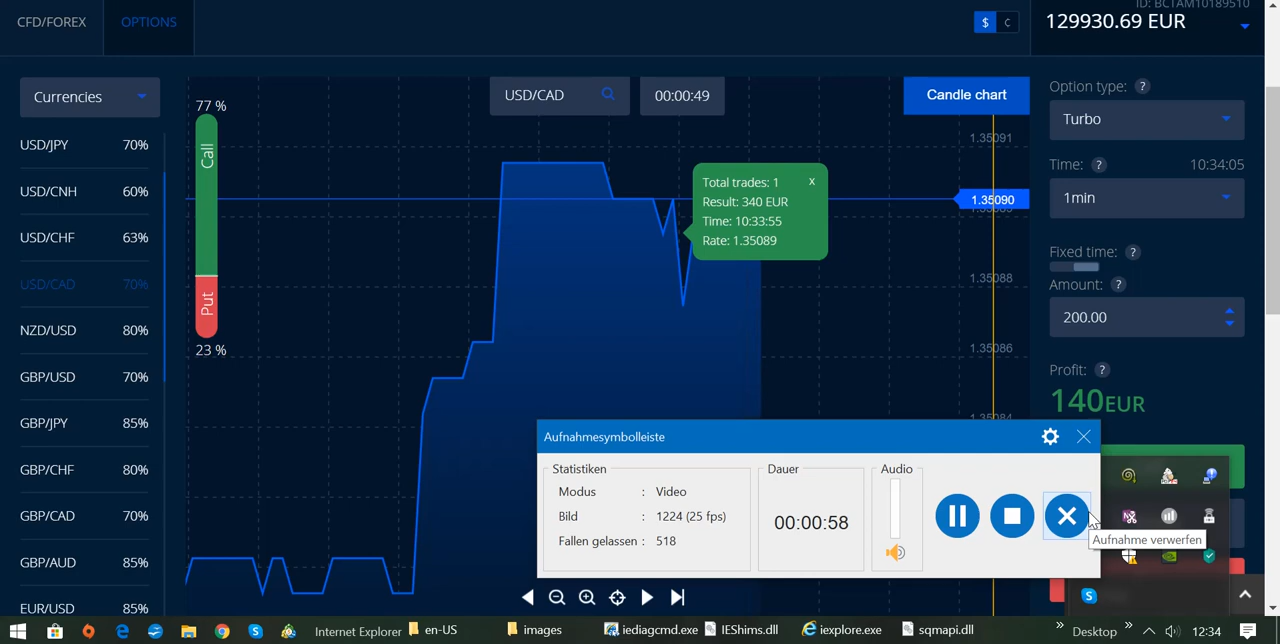 CFD/FOREX
OPTIONS
$
C
ID: BCTAM10189510
129930.69 EUR
Currencies
USD/JPY 70%
USD/CNH 60%
USD/CHF 63%
USD/CAD 70%
NZD/USD 80%
GBP/USD 70%
GBP/JPY 85%
GBP/CHF 80%
GBP/CAD 70%
GBP/AUD 85%
EUR/USD 85%
77 %
Call
Put
23 %
USD/CAD
00:00:49
Candle chart
Total trades: 1 x
Result: 340 EUR
Time: 10:33:55
Rate: 1.35089
1.35091
1.35090
1.35088
1.35086
1.35084
Option type: ?
Turbo
Time: ? 10:34:05
1min
Fixed time: ?
Amount: ?
200.00
Profit: ?
140EUR
Aufnahmesymbolleiste
Statistiken
Modus : Video
Bild : 1224 (25 fps)
Fallen gelassen : 518
Dauer
00:00:58
Audio
Aufnahme verwerfen
Internet Explorer
en-US
images
iediagcmd.exe
IEShims.dll
iexplore.exe
sqmapi.dll
Desktop
12:34